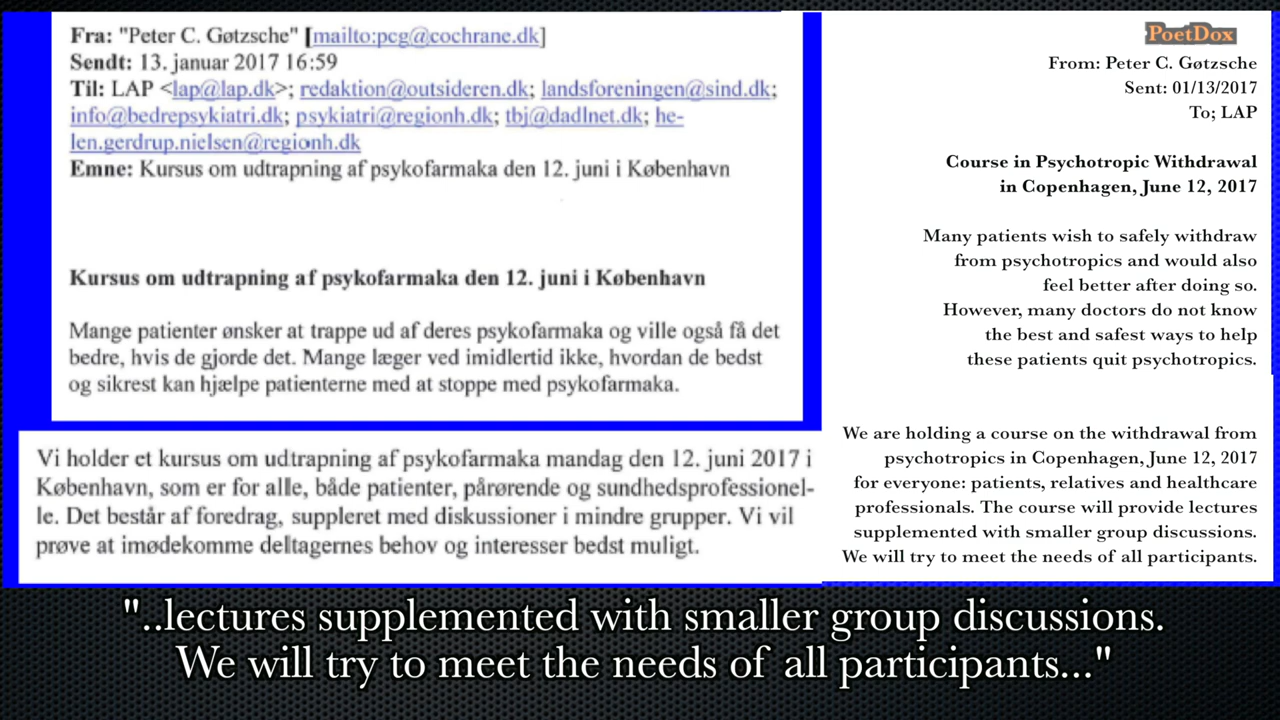 Fra: "Peter C. Gøtzsche" [mailto:pcg@cochrane.dk]
Sendt: 13. januar 2017 16:59
Til: LAP <lap@lap.dk>; redaktion@outsideren.dk; landsforeningen@sind.dk;
info@bedrepsykiatri.dk; psykiatri@regionh.dk; tbj@dadlnet.dk; he-
len.gerdrup.nielsen@regionh.dk
Emne: Kursus om udtrapning af psykofarmaka den 12. juni i København
Kursus om udtrapning af psykofarmaka den 12. juni i København
Mange patienter ønsker at trappe ud af deres psykofarmaka og ville også få det
bedre, hvis de gjorde det. Mange læger ved imidlertid ikke, hvordan de bedst
og sikrest kan hjælpe patienterne med at stoppe med psykofarmaka.
Vi holder et kursus om udtrapning af psykofarmaka mandag den 12. juni 2017 i
København, som er for alle, både patienter, pårørende og sundhedsprofessionel-
le. Det består af foredrag, suppleret med diskussioner i mindre grupper. Vi vil
prøve at imødekomme deltagernes behov og interesser bedst muligt.
PoetDox
From: Peter C. Gøtzsche
Sent: 01/13/2017
To; LAP
Course in Psychotropic Withdrawal
in Copenhagen, June 12, 2017
Many patients wish to safely withdraw
from psychotropics and would also
feel better after doing so.
However, many doctors do not know
the best and safest ways to help
these patients quit psychotropics.
We are holding a course on the withdrawal from
psychotropics in Copenhagen, June 12, 2017
for everyone: patients, relatives and healthcare
professionals. The course will provide lectures
supplemented with smaller group discussions.
We will try to meet the needs of all participants.
"..lectures supplemented with smaller group discussions.
We will try to meet the needs of all participants..."